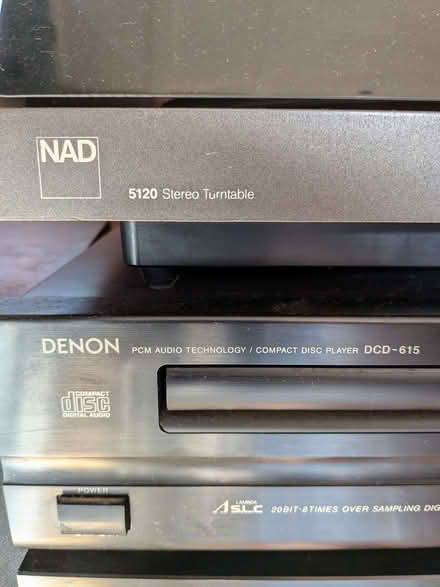 NAD
5120 Stereo Turntable
DENON PCM AUDIO TECHNOLOGY / COMPACT DISC PLAYER DCD-615
COMPACT
disc
DIGITAL AUDIO
POWER
LAMBDA
SLC 20BIT·8TIMES OVER SAMPLING DIG